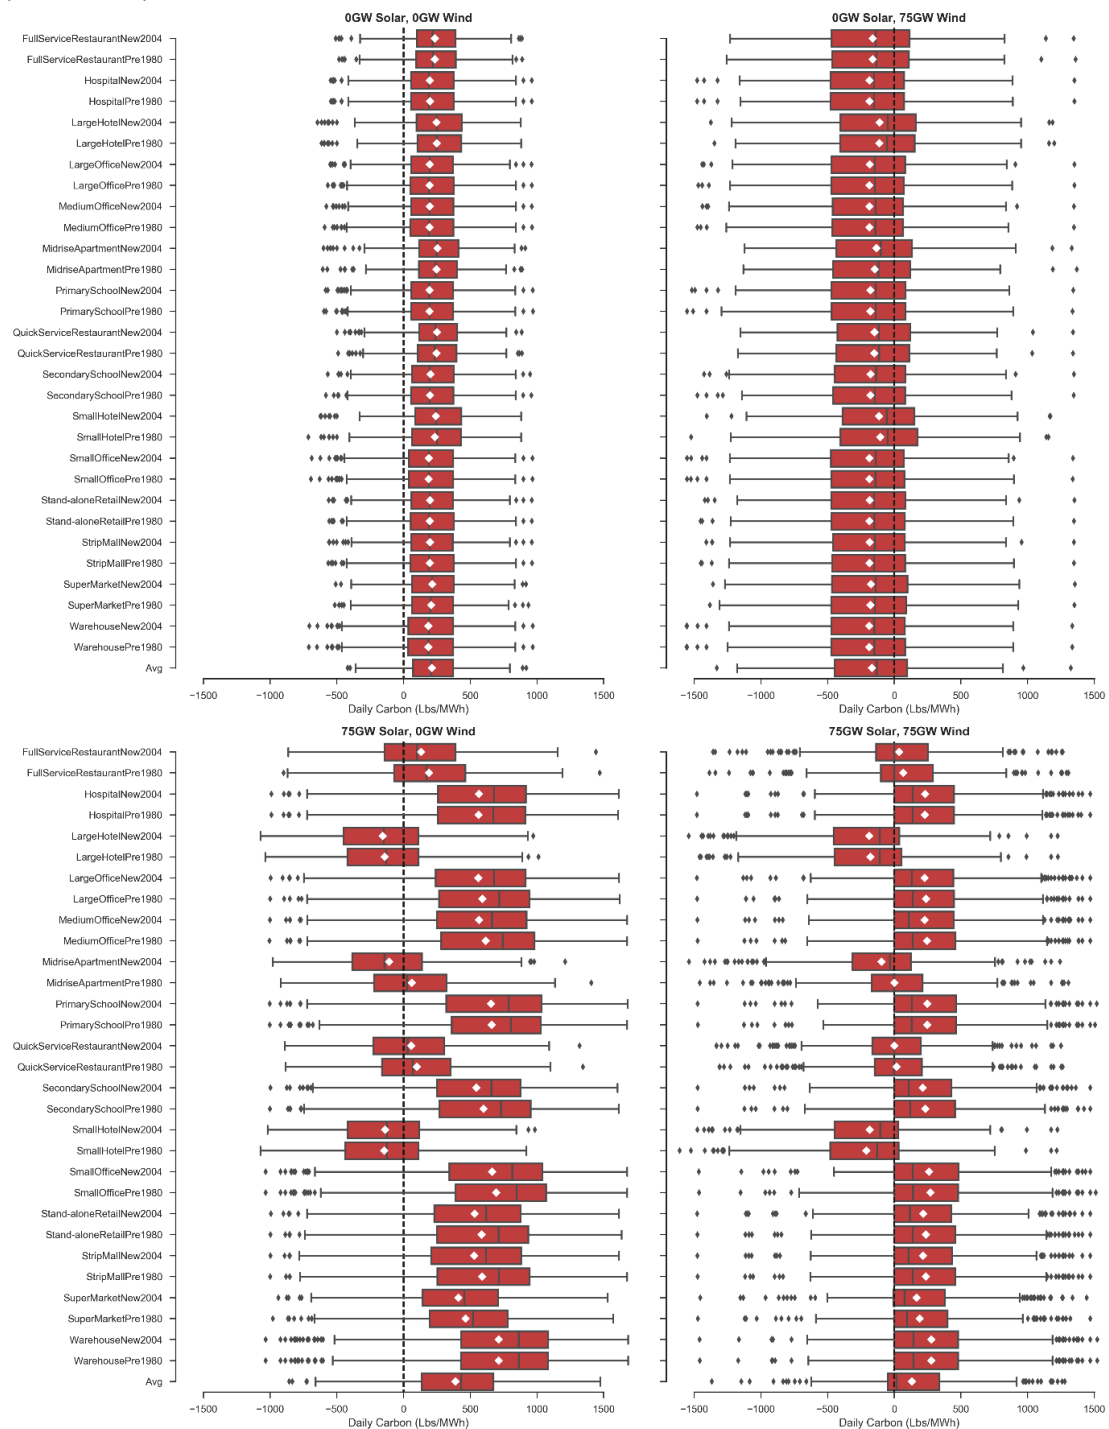 0GW Solar, 0GW Wind
0GW Solar, 75GW Wind
FullServiceRestaurantNew2004
FullServiceRestaurantPre1980
HospitalNew2004
HospitalPre1980
LargeHotelNew2004
LargeHotelPre1980
LargeOfficeNew2004
LargeOfficePre1980
MediumOfficeNew2004
MediumOfficePre1980
MidriseApartmentNew2004
MidriseApartmentPre1980
PrimarySchoolNew2004
PrimarySchoolPre1980
QuickServiceRestaurantNew2004
QuickServiceRestaurantPre1980
SecondarySchoolNew2004
SecondarySchoolPre1980
SmallHotelNew2004
SmallHotelPre1980
SmallOfficeNew2004
SmallOfficePre1980
Stand-aloneRetailNew2004
Stand-aloneRetailPre1980
StripMallNew2004
StripMallPre1980
SuperMarketNew2004
SuperMarketPre1980
WarehouseNew2004
WarehousePre1980
Avg
−1500 −1000 −500 0 500 1000 1500
−1500 −1000 −500 0 500 1000 1500
Daily Carbon (Lbs/MWh)
Daily Carbon (Lbs/MWh)
75GW Solar, 0GW Wind
75GW Solar, 75GW Wind
FullServiceRestaurantNew2004
FullServiceRestaurantPre1980
HospitalNew2004
HospitalPre1980
LargeHotelNew2004
LargeHotelPre1980
LargeOfficeNew2004
LargeOfficePre1980
MediumOfficeNew2004
MediumOfficePre1980
MidriseApartmentNew2004
MidriseApartmentPre1980
PrimarySchoolNew2004
PrimarySchoolPre1980
QuickServiceRestaurantNew2004
QuickServiceRestaurantPre1980
SecondarySchoolNew2004
SecondarySchoolPre1980
SmallHotelNew2004
SmallHotelPre1980
SmallOfficeNew2004
SmallOfficePre1980
Stand-aloneRetailNew2004
Stand-aloneRetailPre1980
StripMallNew2004
StripMallPre1980
SuperMarketNew2004
SuperMarketPre1980
WarehouseNew2004
WarehousePre1980
Avg
−1500 −1000 −500 0 500 1000 1500
−1500 −1000 −500 0 500 1000 1500
Daily Carbon (Lbs/MWh)
Daily Carbon (Lbs/MWh)